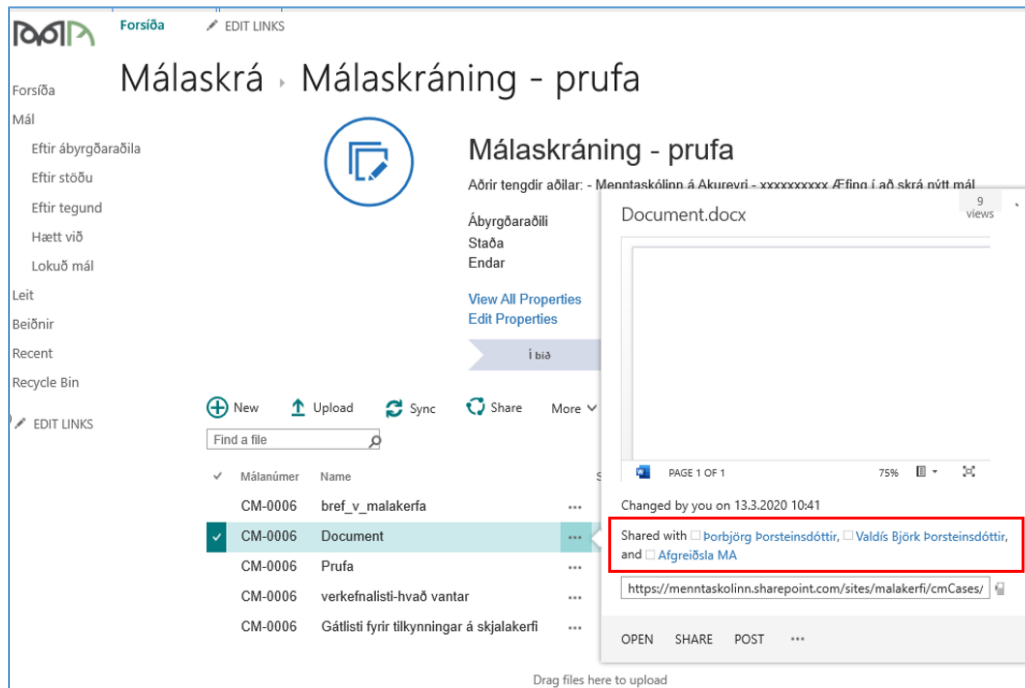 Forsíða
EDIT LINKS
Málaskrá ▸ Málaskráning - prufa
Forsíða
Mál
Eftir ábyrgðaraðila
Eftir stöðu
Eftir tegund
Hætt við
Lokuð mál
Leit
Beiðnir
Recent
Recycle Bin
EDIT LINKS
Málaskráning - prufa
Aðrir tengdir aðilar: - Menntaskólinn á Akureyri - xxxxxxxxxx Æfing í að skrá nýtt mál
Ábyrgðaraðili
Staða
Endar
View All Properties
Edit Properties
Í bið
New Upload Sync Share More
Find a file
Málanúmer Name
CM-0006 bref_v_malakerfa ...
CM-0006 Document ...
CM-0006 Prufa ...
CM-0006 verkefnalisti-hvað vantar ...
CM-0006 Gátlisti fyrir tilkynningar á skjalakerfi ...
Drag files here to upload
Document.docx
9
views
PAGE 1 OF 1 75%
Changed by you on 13.3.2020 10:41
Shared with Þorbjörg Þorsteinsdóttir, Valdís Björk Þorsteinsdóttir,
and Afgreiðsla MA
https://menntaskolinn.sharepoint.com/sites/malakerfi/cmCases/
OPEN SHARE POST ...